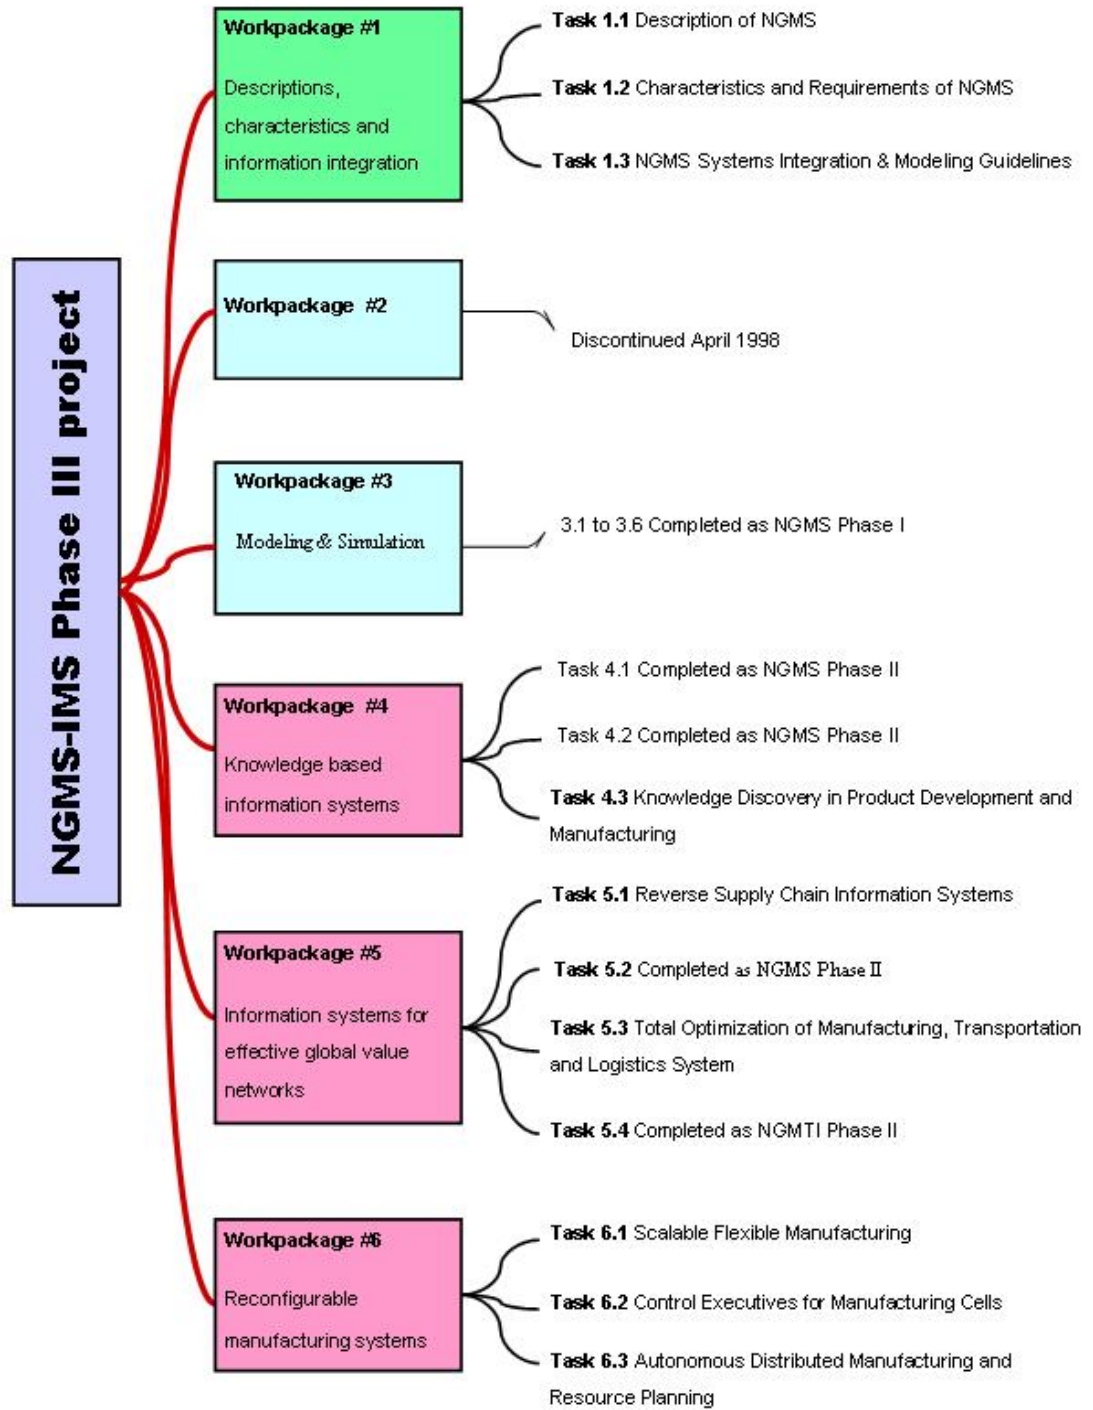 NGMS-IMS Phase III project
Workpackage #1
Descriptions,
characteristics and
information integration
Task 1.1 Description of NGMS
Task 1.2 Characteristics and Requirements of NGMS
Task 1.3 NGMS Systems Integration & Modeling Guidelines
Workpackage #2
Discontinued April 1998
Workpackage #3
Modeling & Simulation
3.1 to 3.6 Completed as NGMS Phase I
Workpackage #4
Knowledge based
information systems
Task 4.1 Completed as NGMS Phase II
Task 4.2 Completed as NGMS Phase II
Task 4.3 Knowledge Discovery in Product Development and
Manufacturing
Workpackage #5
Information systems for
effective global value
networks
Task 5.1 Reverse Supply Chain Information Systems
Task 5.2 Completed as NGMS Phase II
Task 5.3 Total Optimization of Manufacturing, Transportation
and Logistics System
Task 5.4 Completed as NGMTI Phase II
Workpackage #6
Reconfigurable
manufacturing systems
Task 6.1 Scalable Flexible Manufacturing
Task 6.2 Control Executives for Manufacturing Cells
Task 6.3 Autonomous Distributed Manufacturing and
Resource Planning